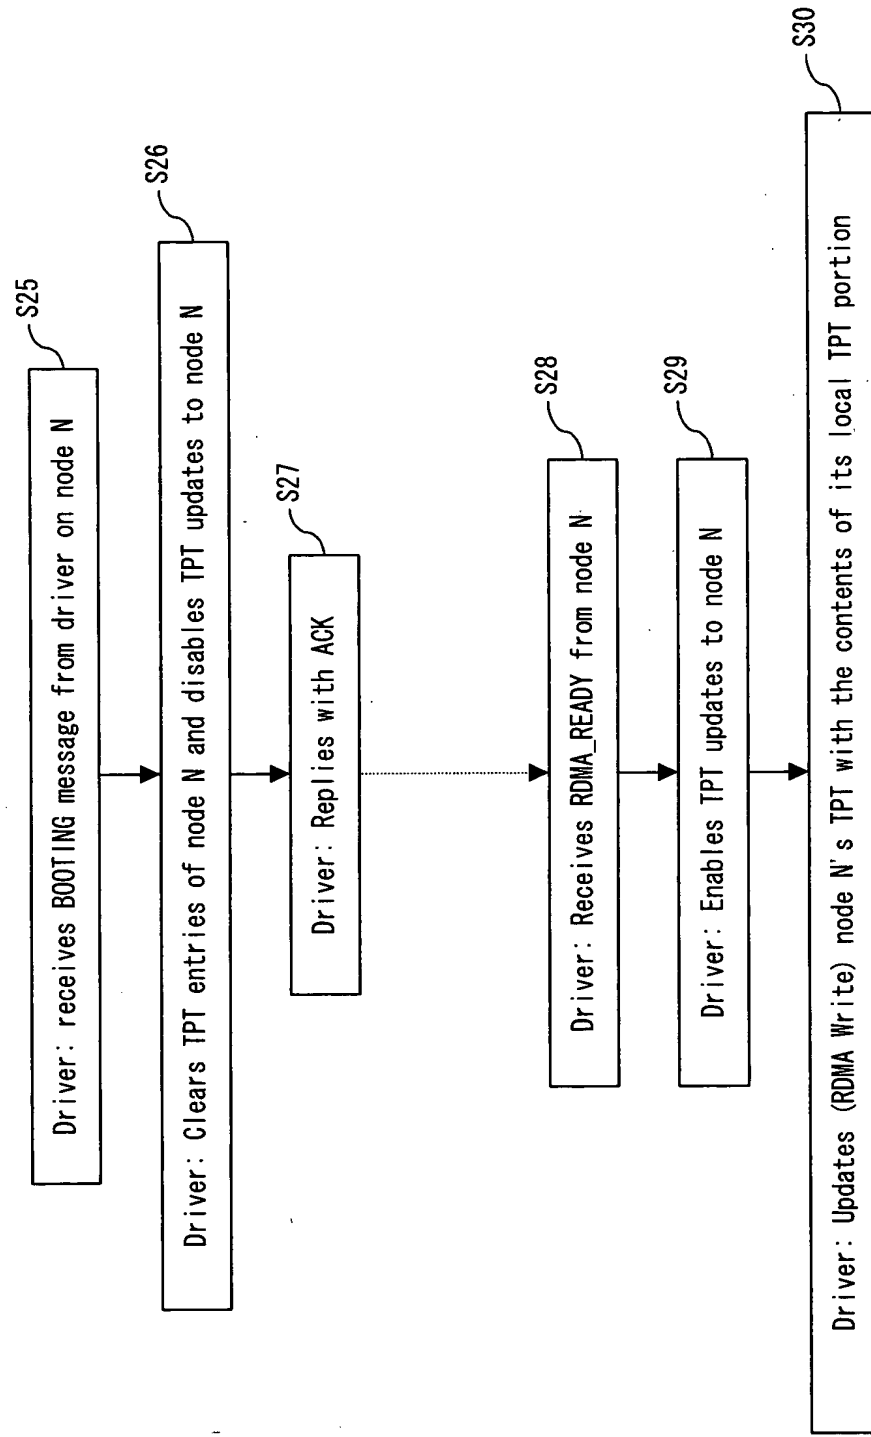 S25
Driver: receives BOOTING message from driver on node N
S26
Driver: Clears TPT entries of node N and disables TPT updates to node N
S27
Driver: Replies with ACK
S28
Driver: Receives RDMA_READY from node N
S29
Driver: Enables TPT updates to node N
S30
Driver: Updates (RDMA Write) node N's TPT with the contents of its local TPT portion